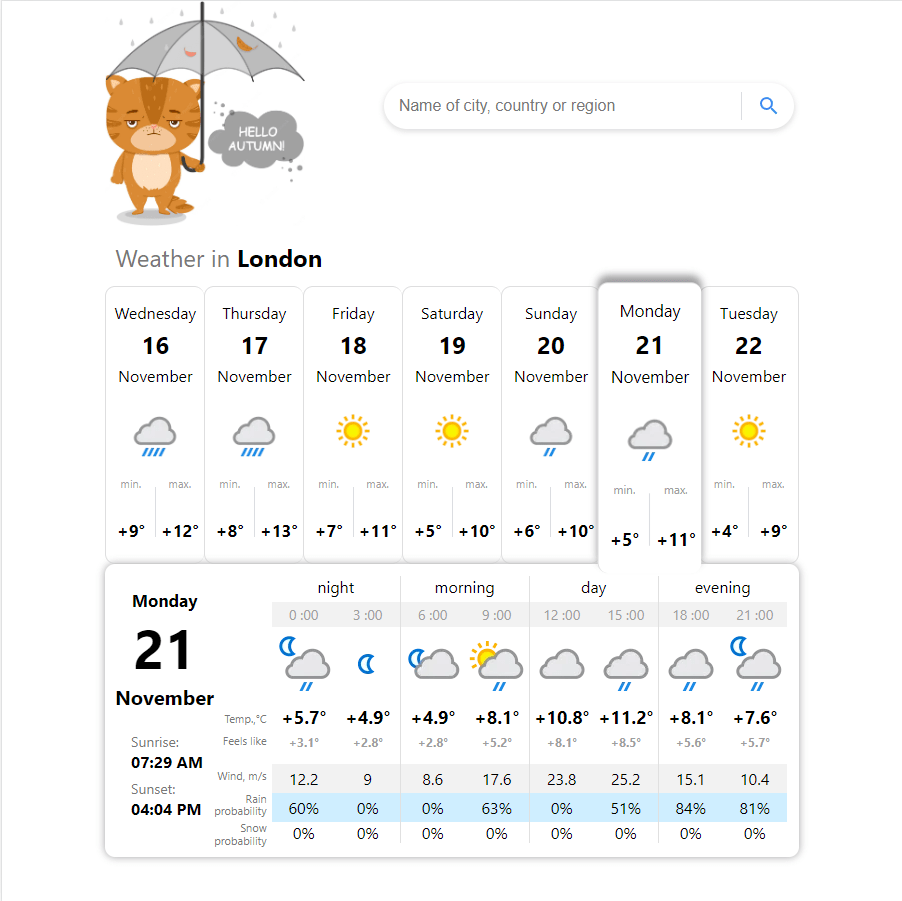 HELLO
AUTUMN!
Name of city, country or region
Weather in London
Wednesday Thursday Friday Saturday Sunday Monday Tuesday
16 17 18 19 20 21 22
November November November November November November November
min. max. min. max. min. max. min. max. min. max. min. max. min. max.
+9° +12° +8° +13° +7° +11° +5° +10° +6° +10° +5° +11° +4° +9°
Monday
21
November
Sunrise:
07:29 AM
Sunset:
04:04 PM
night morning day evening
0 :00 3 :00 6 :00 9 :00 12 :00 15 :00 18 :00 21 :00
Temp.,°C +5.7° +4.9° +4.9° +8.1° +10.8° +11.2° +8.1° +7.6°
Feels like +3.1° +2.8° +2.8° +5.2° +8.1° +8.5° +5.6° +5.7°
Wind, m/s 12.2 9 8.6 17.6 23.8 25.2 15.1 10.4
Rain
probability 60% 0% 0% 63% 0% 51% 84% 81%
Snow
probability 0% 0% 0% 0% 0% 0% 0% 0%